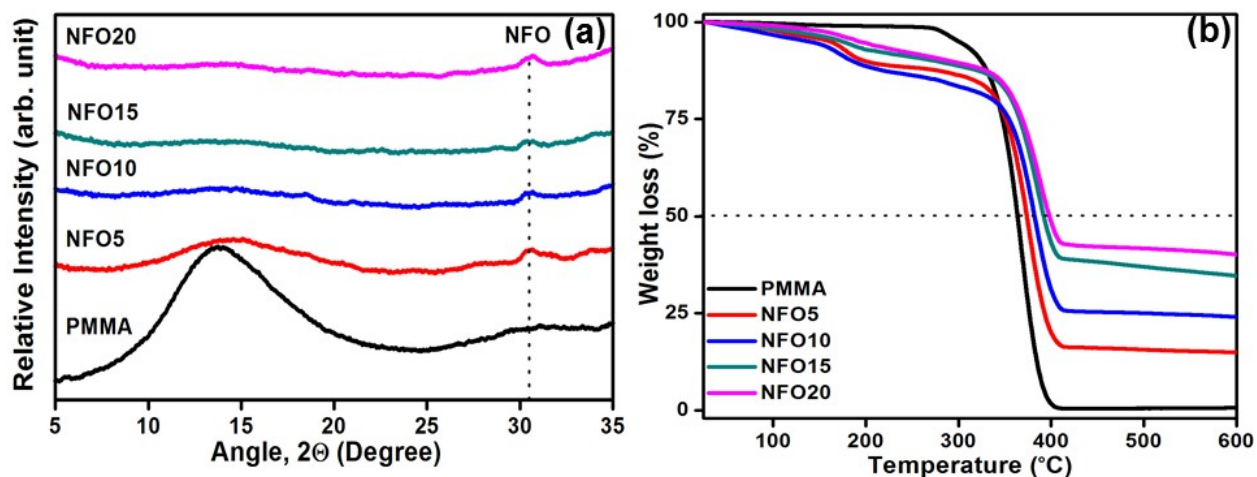 (a)
NFO20
NFO
NFO15
NFO10
NFO5
PMMA
Relative Intensity (arb. unit)
5 10 15 20 25 30 35
Angle, 2Θ (Degree)
(b)
100
75
50
25
0
Weight loss (%)
PMMA
NFO5
NFO10
NFO15
NFO20
100 200 300 400 500 600
Temperature (°C)